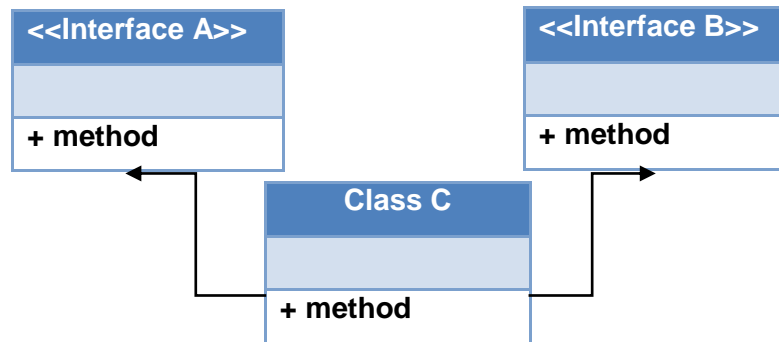 <<Interface A>>
+ method
<<Interface B>>
+ method
Class C
+ method